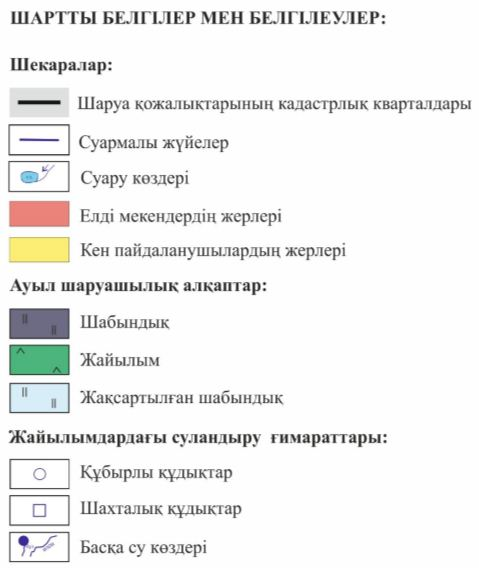 ШАРТТЫ БЕЛГІЛЕР МЕН БЕЛГІЛЕУЛЕР:
Шекаралар:
Шаруа қожалықтарының кадастрлық кварталдары
Суармалы жүйелер
Суару көздері
Елді мекендердің жерлері
Кен пайдаланушылардың жерлері
Ауыл шаруашылық алқаптар:
Шабындық
Жайылым
Жақсартылған шабындық
Жайылымдардағы суландыру ғимараттары:
Құбырлы құдықтар
Шахталық құдықтар
Басқа су көздері